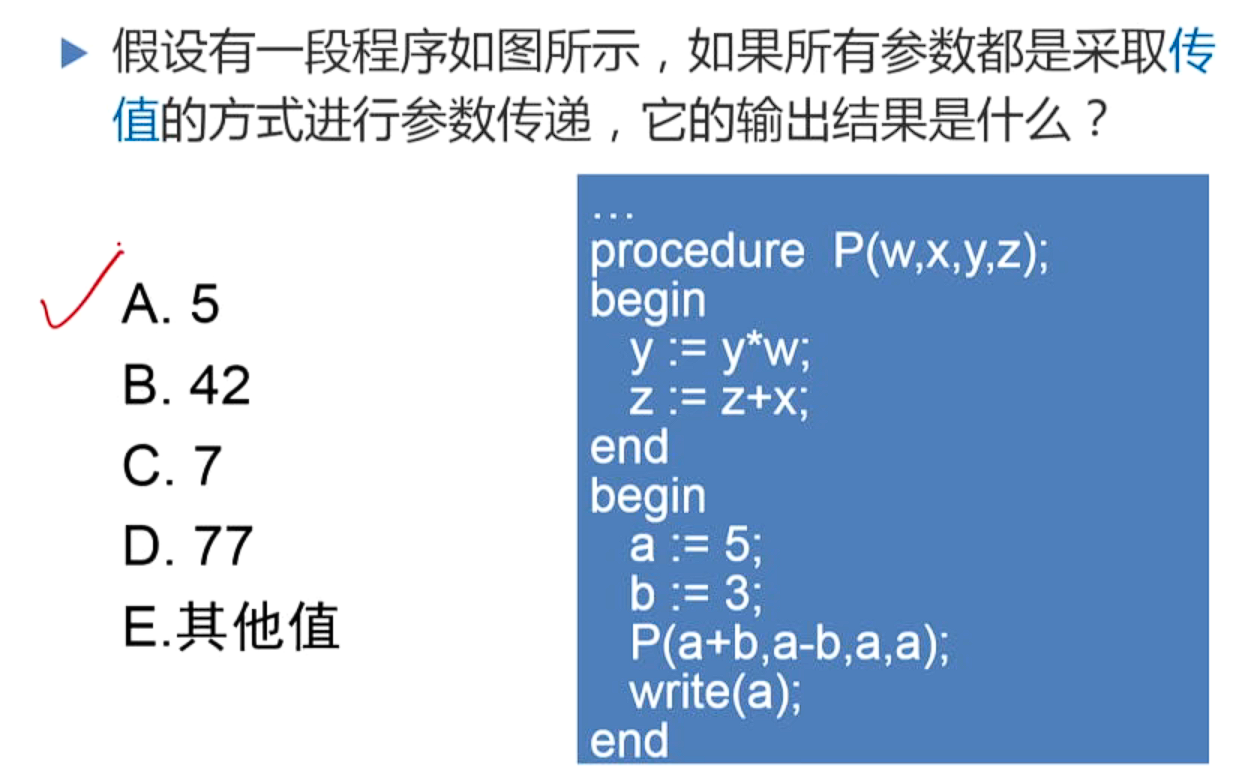 假设有一段程序如图所示，如果所有参数都是采取传
值的方式进行参数传递，它的输出结果是什么？
A. 5
B. 42
C. 7
D. 77
E.其他值
...
procedure P(w,x,y,z);
begin
y := y*w;
z := z+x;
end
begin
a := 5;
b := 3;
P(a+b,a-b,a,a);
write(a);
end